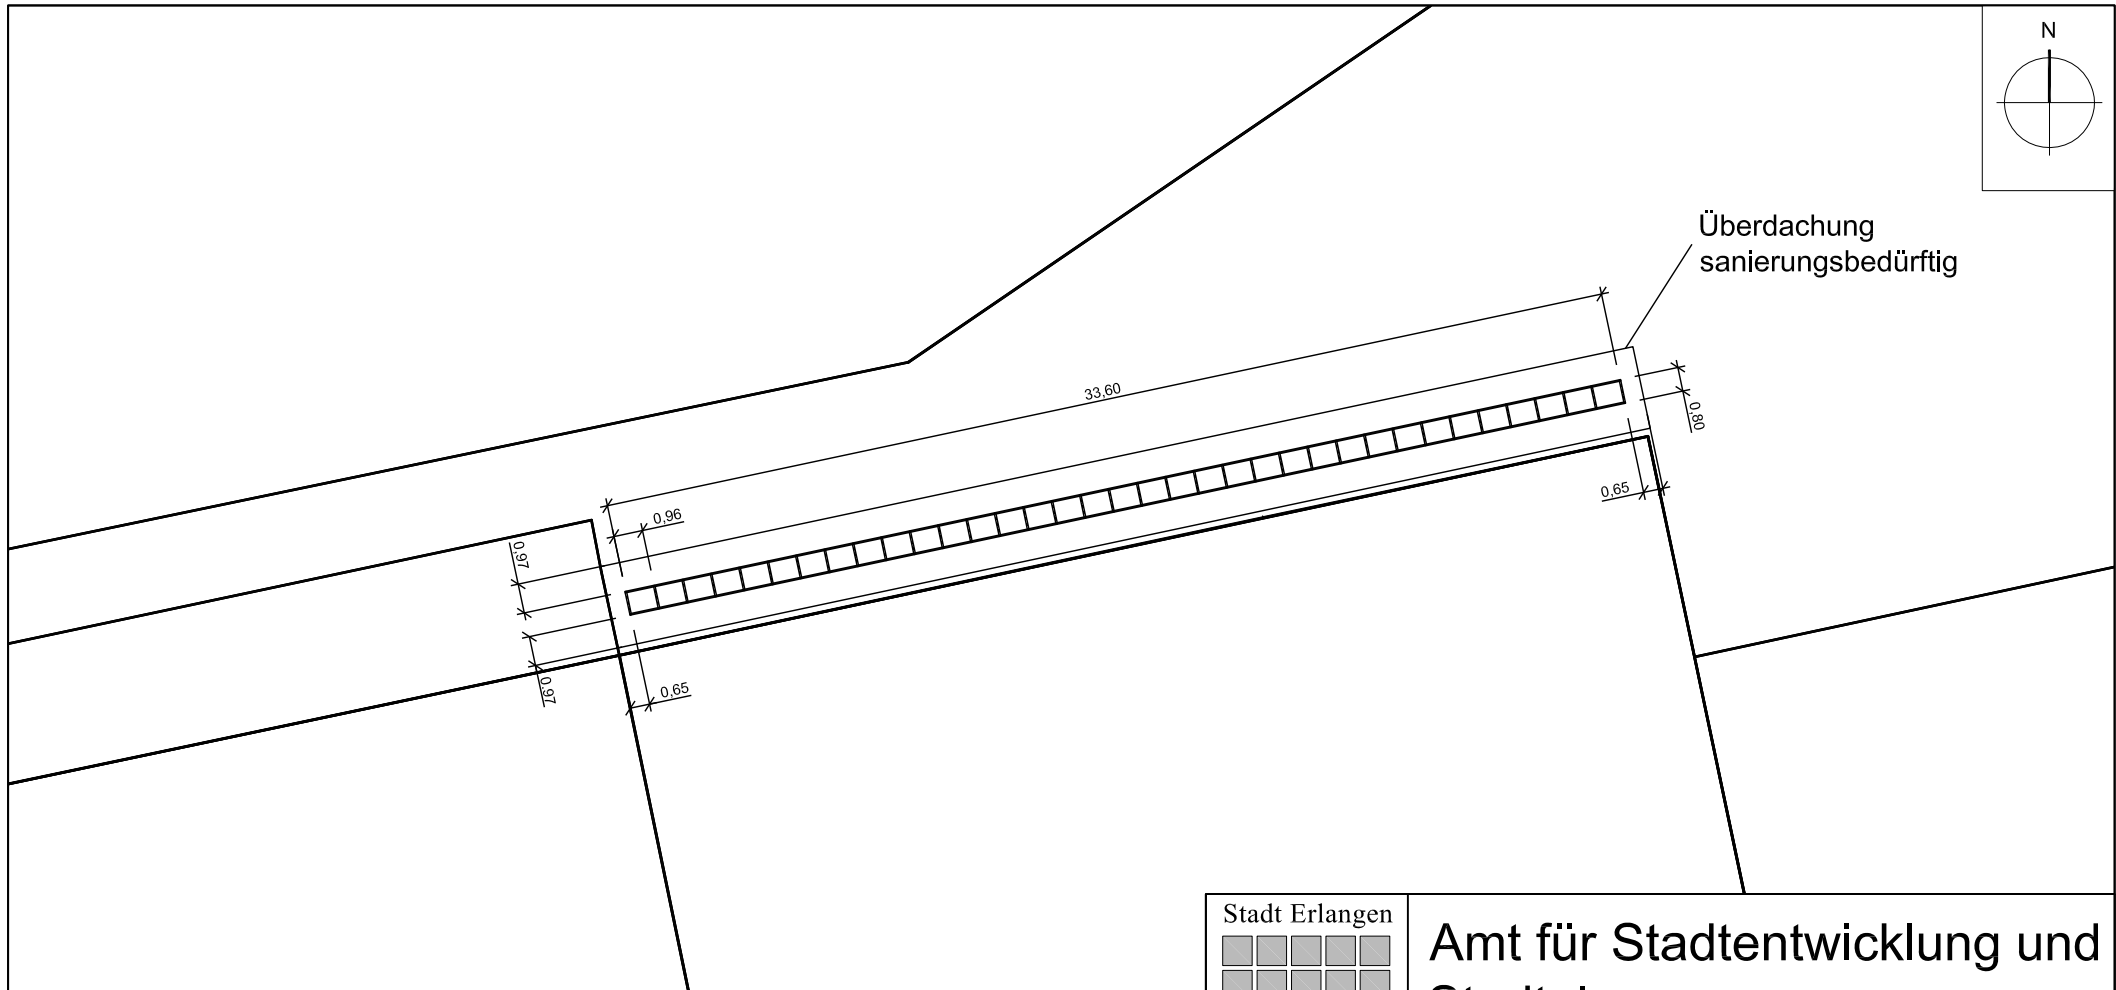 N
Überdachung
sanierungsbedürftig
33,60
0,80
0,96
0,65
0,97
0,97
0,65
Stadt Erlangen
Amt für Stadtentwicklung und